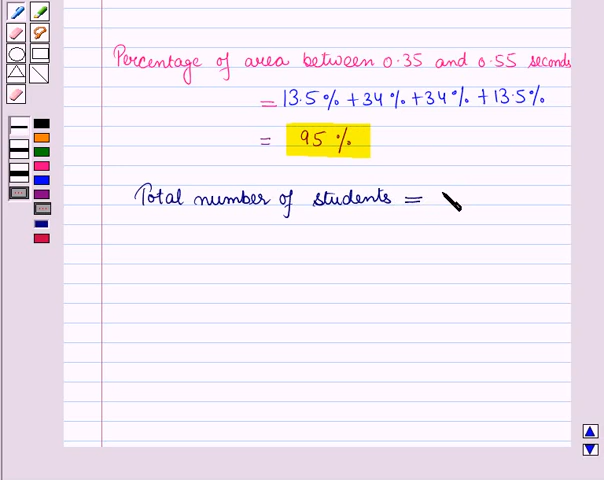 Percentage of area between 0.35 and 0.55 seconds
= 13.5% + 34% + 34% + 13.5%
= 95%
Total number of students =